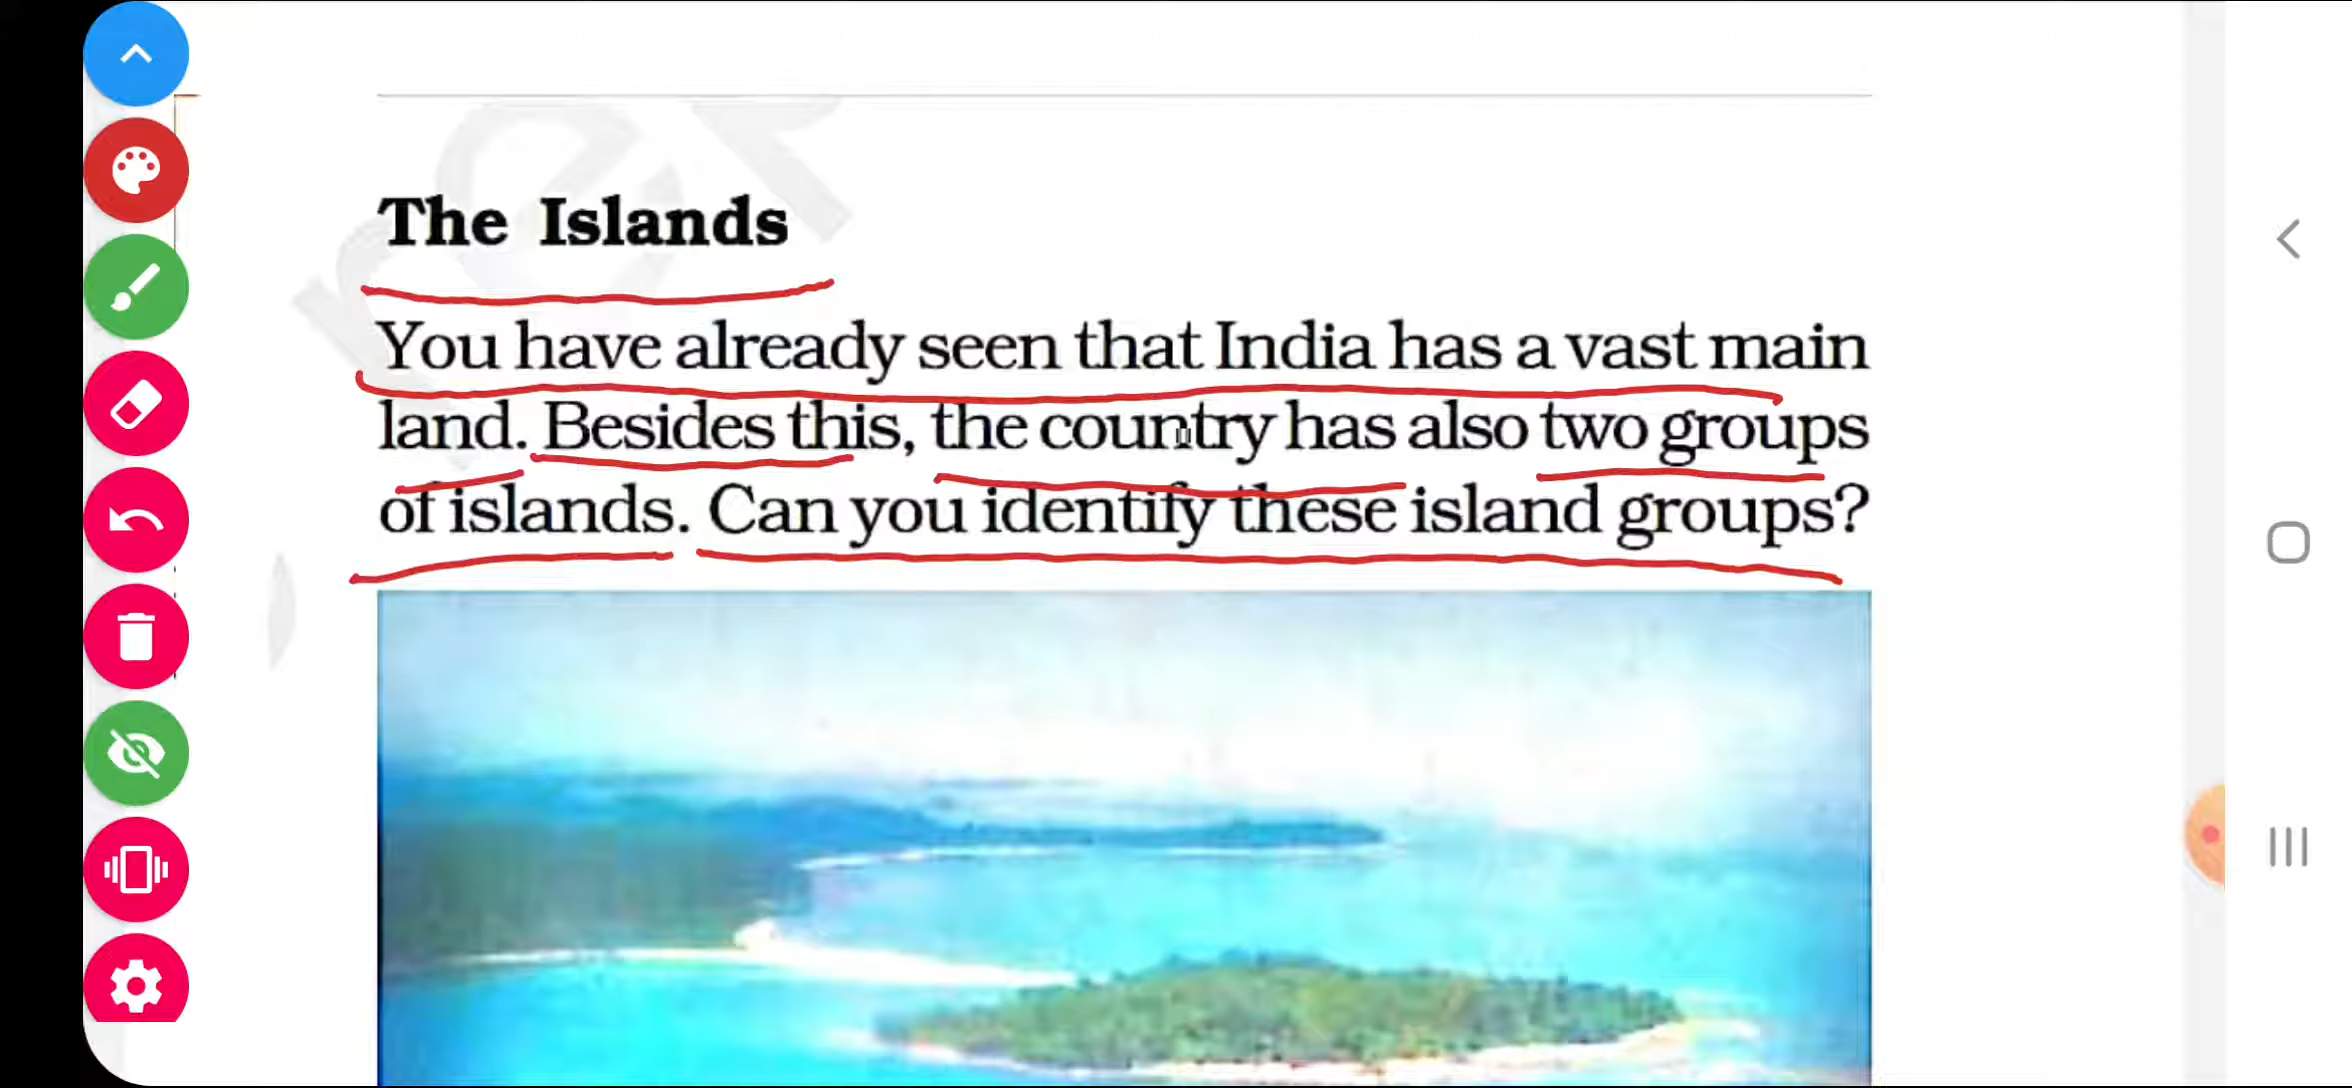 The Islands
You have already seen that India has a vast main
land. Besides this, the country has also two groups
of islands. Can you identify these island groups?